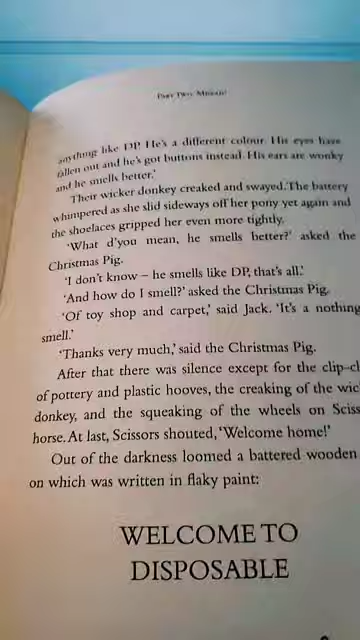 PART TWO: MISLAID
anything like DP. He's a different colour. His eyes have
fallen out and he's got buttons instead. His ears are wonky
and he smells better.'
Their wicker donkey creaked and swayed. The battery
whimpered as she slid sideways off her pony yet again and
the shoelaces gripped her even more tightly.
'What d'you mean, he smells better?' asked the
Christmas Pig.
'I don't know – he smells like DP, that's all.'
'And how do I smell?' asked the Christmas Pig.
'Of toy shop and carpet,' said Jack. 'It's a nothing
smell.'
'Thanks very much,' said the Christmas Pig.
After that there was silence except for the clip-cl
of pottery and plastic hooves, the creaking of the wic
donkey, and the squeaking of the wheels on Sciss
horse. At last, Scissors shouted, 'Welcome home!'
Out of the darkness loomed a battered wooden
on which was written in flaky paint:
WELCOME TO
DISPOSABLE